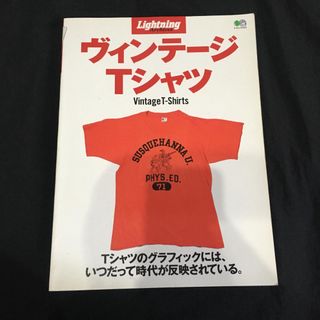 Lightning
ヴィンテージ
Tシャツ
Vintage T-Shirts
SUSQUEHANNA U.
PHYS. ED.
71
Tシャツのグラフィックには、
いつだって時代が反映されている。